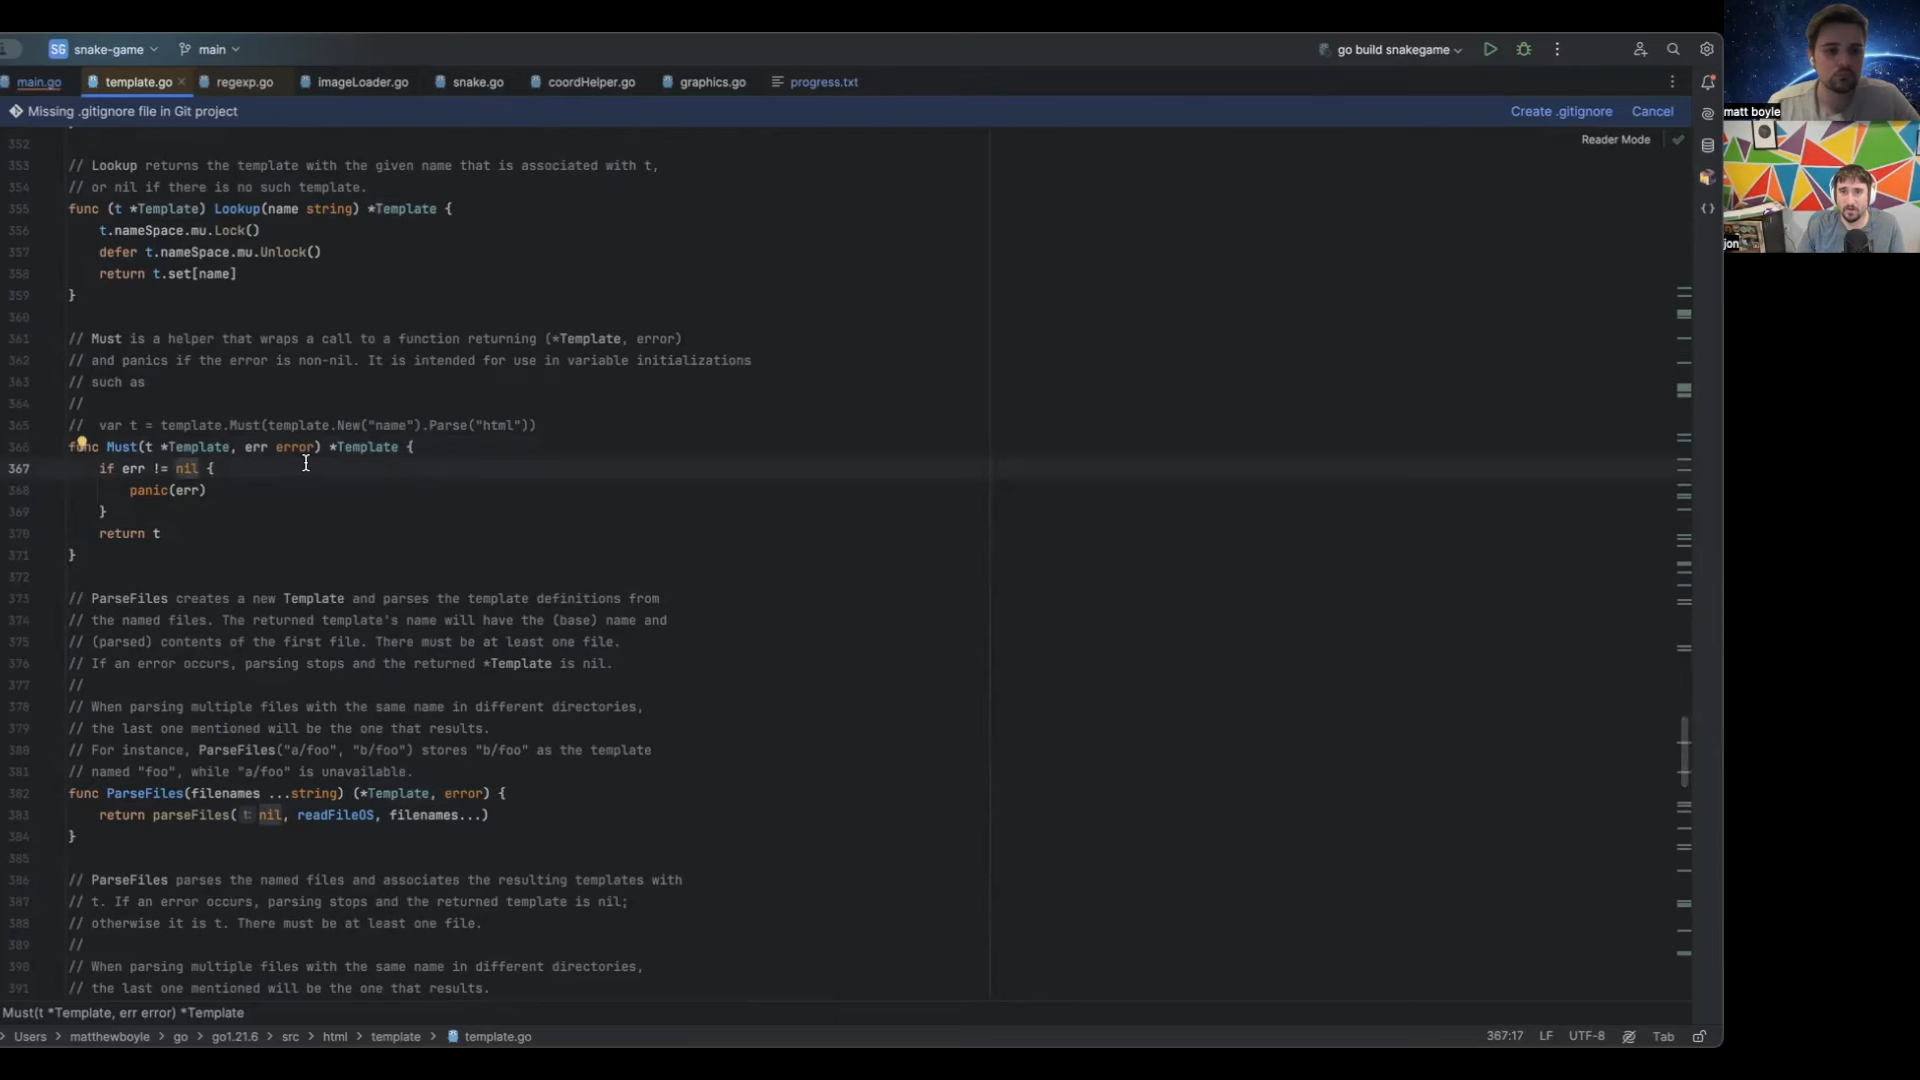 SG snake-game main go build snakegame
main.go template.go regexp.go imageLoader.go snake.go coordHelper.go graphics.go progress.txt
Missing .gitignore file in Git project Create .gitignore Cancel
matt boyle
jon
Reader Mode
352
353 // Lookup returns the template with the given name that is associated with t,
354 // or nil if there is no such template.
355 func (t *Template) Lookup(name string) *Template {
356 t.nameSpace.mu.Lock()
357 defer t.nameSpace.mu.Unlock()
358 return t.set[name]
359 }
360
361 // Must is a helper that wraps a call to a function returning (*Template, error)
362 // and panics if the error is non-nil. It is intended for use in variable initializations
363 // such as
364 //
365 // var t = template.Must(template.New("name").Parse("html"))
366 func Must(t *Template, err error) *Template {
367 if err != nil {
368 panic(err)
369 }
370 return t
371 }
372
373 // ParseFiles creates a new Template and parses the template definitions from
374 // the named files. The returned template's name will have the (base) name and
375 // (parsed) contents of the first file. There must be at least one file.
376 // If an error occurs, parsing stops and the returned *Template is nil.
377 //
378 // When parsing multiple files with the same name in different directories,
379 // the last one mentioned will be the one that results.
380 // For instance, ParseFiles("a/foo", "b/foo") stores "b/foo" as the template
381 // named "foo", while "a/foo" is unavailable.
382 func ParseFiles(filenames ...string) (*Template, error) {
383 return parseFiles( t: nil, readFileOS, filenames...)
384 }
385
386 // ParseFiles parses the named files and associates the resulting templates with
387 // t. If an error occurs, parsing stops and the returned template is nil;
388 // otherwise it is t. There must be at least one file.
389 //
390 // When parsing multiple files with the same name in different directories,
391 // the last one mentioned will be the one that results.
Must(t *Template, err error) *Template
Users > matthewboyle > go > go1.21.6 > src > html > template > template.go 367:17 LF UTF-8 Tab